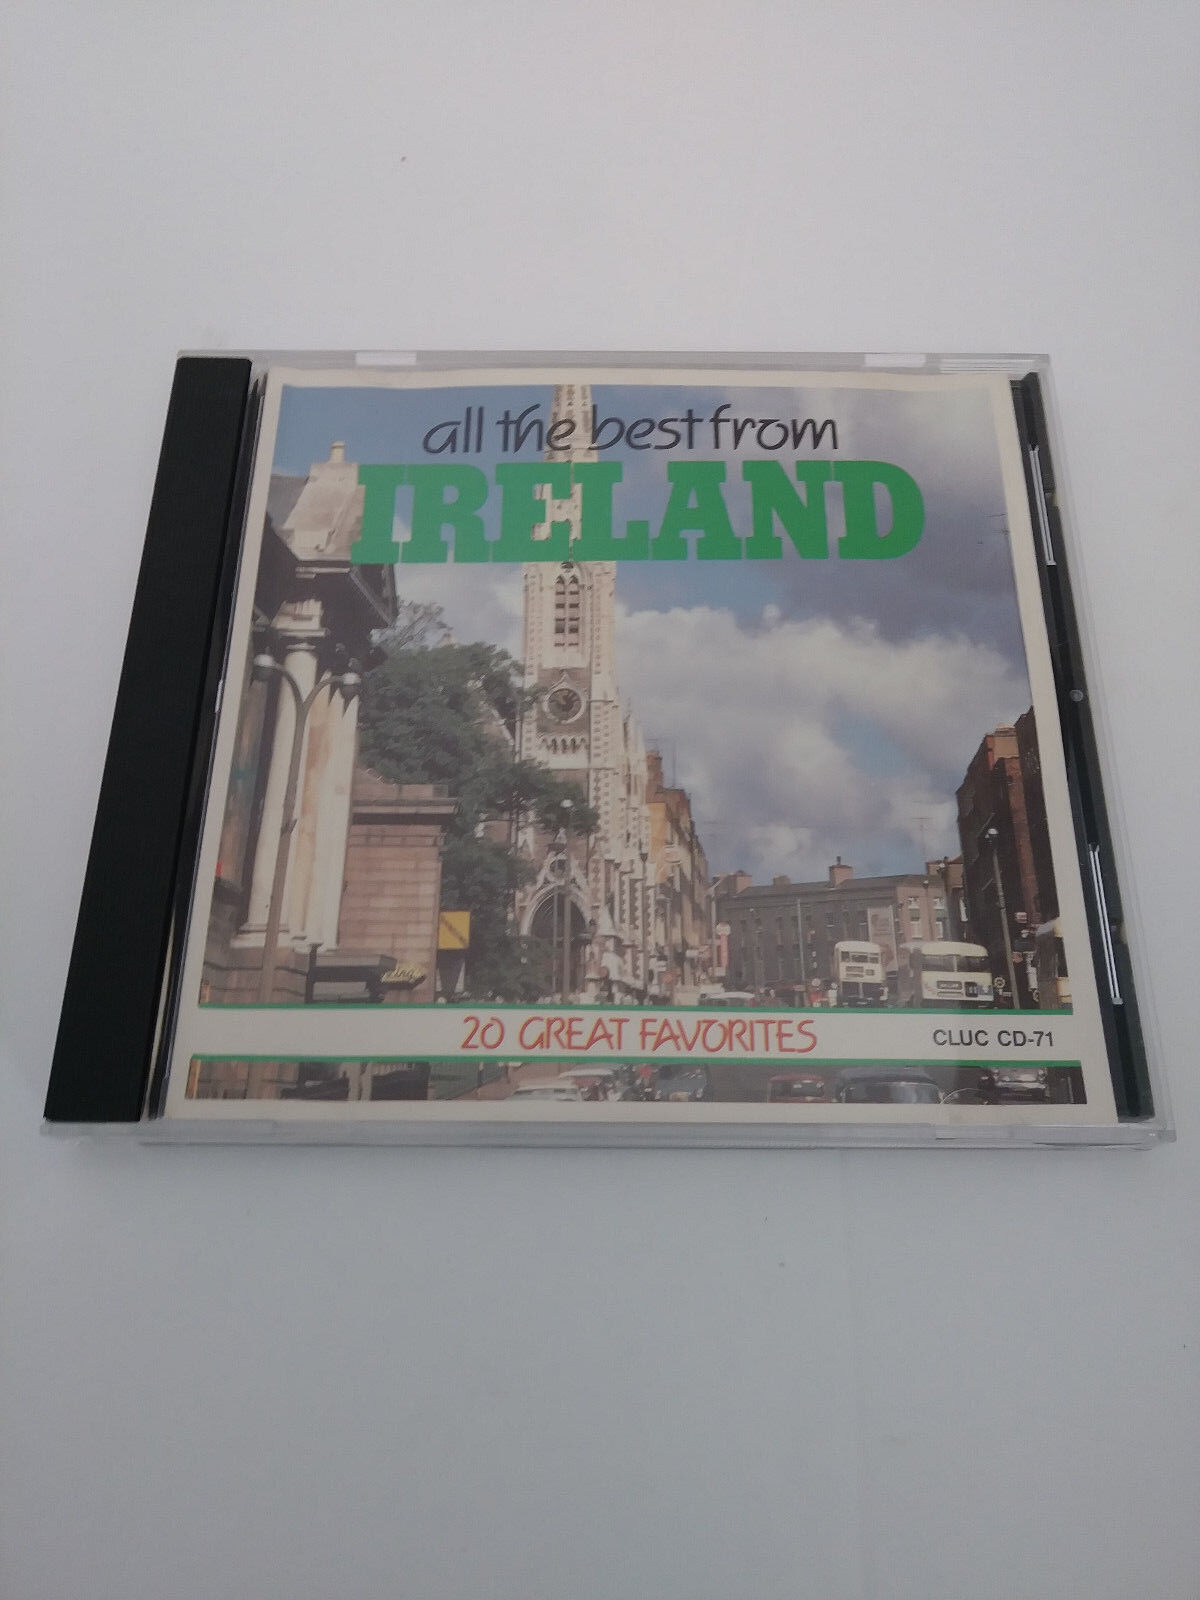 all the best from
IRELAND
20 GREAT FAVORITES
CLUC CD-71